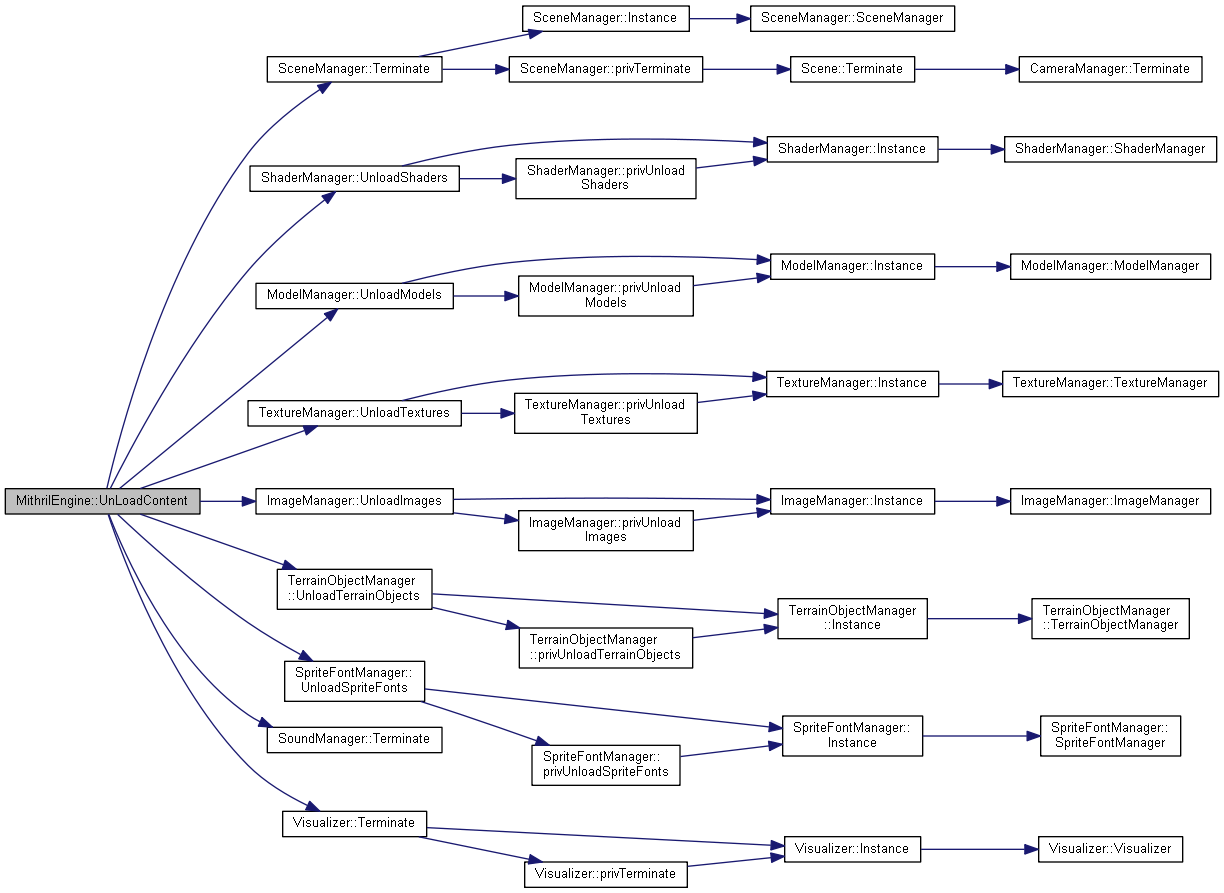 SceneManager::Instance
SceneManager::SceneManager
SceneManager::Terminate
SceneManager::privTerminate
Scene::Terminate
CameraManager::Terminate
ShaderManager::UnloadShaders
ShaderManager::privUnload
Shaders
ShaderManager::Instance
ShaderManager::ShaderManager
ModelManager::UnloadModels
ModelManager::privUnload
Models
ModelManager::Instance
ModelManager::ModelManager
TextureManager::UnloadTextures
TextureManager::privUnload
Textures
TextureManager::Instance
TextureManager::TextureManager
MithrilEngine::UnLoadContent
ImageManager::UnloadImages
ImageManager::privUnload
Images
ImageManager::Instance
ImageManager::ImageManager
TerrainObjectManager
::UnloadTerrainObjects
TerrainObjectManager
::privUnloadTerrainObjects
TerrainObjectManager
::Instance
TerrainObjectManager
::TerrainObjectManager
SpriteFontManager::
UnloadSpriteFonts
SpriteFontManager::
privUnloadSpriteFonts
SpriteFontManager::
Instance
SpriteFontManager::
SpriteFontManager
SoundManager::Terminate
Visualizer::Terminate
Visualizer::privTerminate
Visualizer::Instance
Visualizer::Visualizer